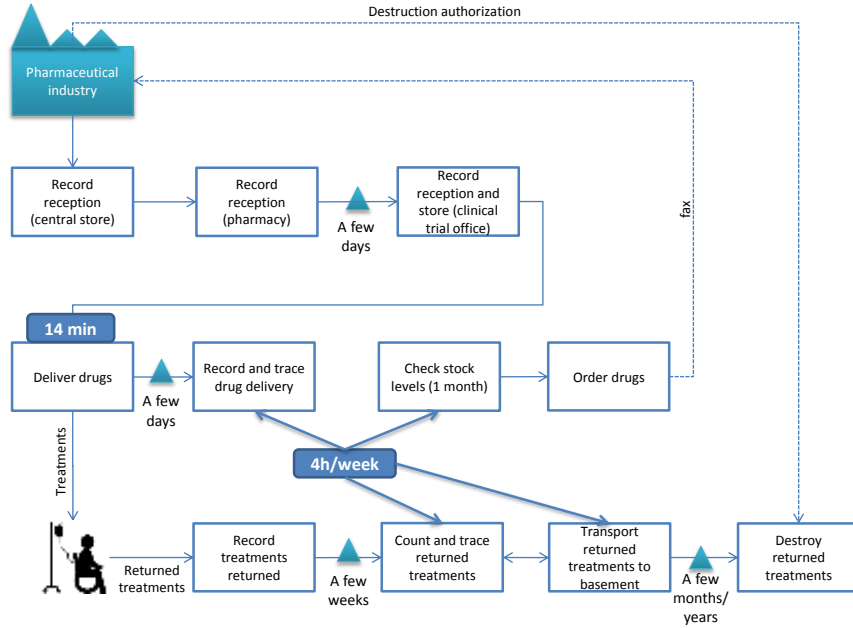 Destruction authorization
Pharmaceutical
industry
Record
reception
(central store)
Record
reception
(pharmacy)
A few
days
Record
reception and
store (clinical
trial office)
fax
14 min
Deliver drugs
A few
days
Record and trace
drug delivery
Check stock
levels (1 month)
Order drugs
4h/week
Treatments
Returned
treatments
Record
treatments
returned
A few
weeks
Count and trace
returned
treatments
Transport
returned
treatments to
basement
A few
months/
years
Destroy
returned
treatments